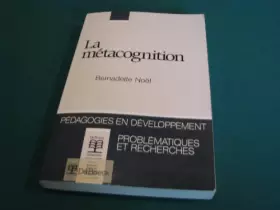 La
métacognition
Bernadette Noël
PÉDAGOGIES EN DÉVELOPPEMENT
PROBLÉMATIQUES
ET RECHERCHES
De Boeck